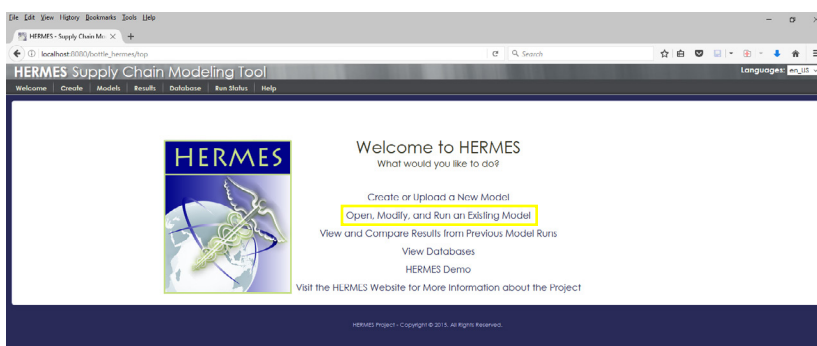 File Edit View History Bookmarks Tools Help
HERMES - Supply Chain Mo
localhost:8080/bottle_hermes/top
Search
HERMES Supply Chain Modeling Tool
Languages: en_US
Welcome Create Models Results Database Run Status Help
HERMES
Welcome to HERMES
What would you like to do?
Create or Upload a New Model
Open, Modify, and Run an Existing Model
View and Compare Results from Previous Model Runs
View Databases
HERMES Demo
Visit the HERMES Website for More Information about the Project
HERMES Project - Copyright © 2015, All Rights Reserved.